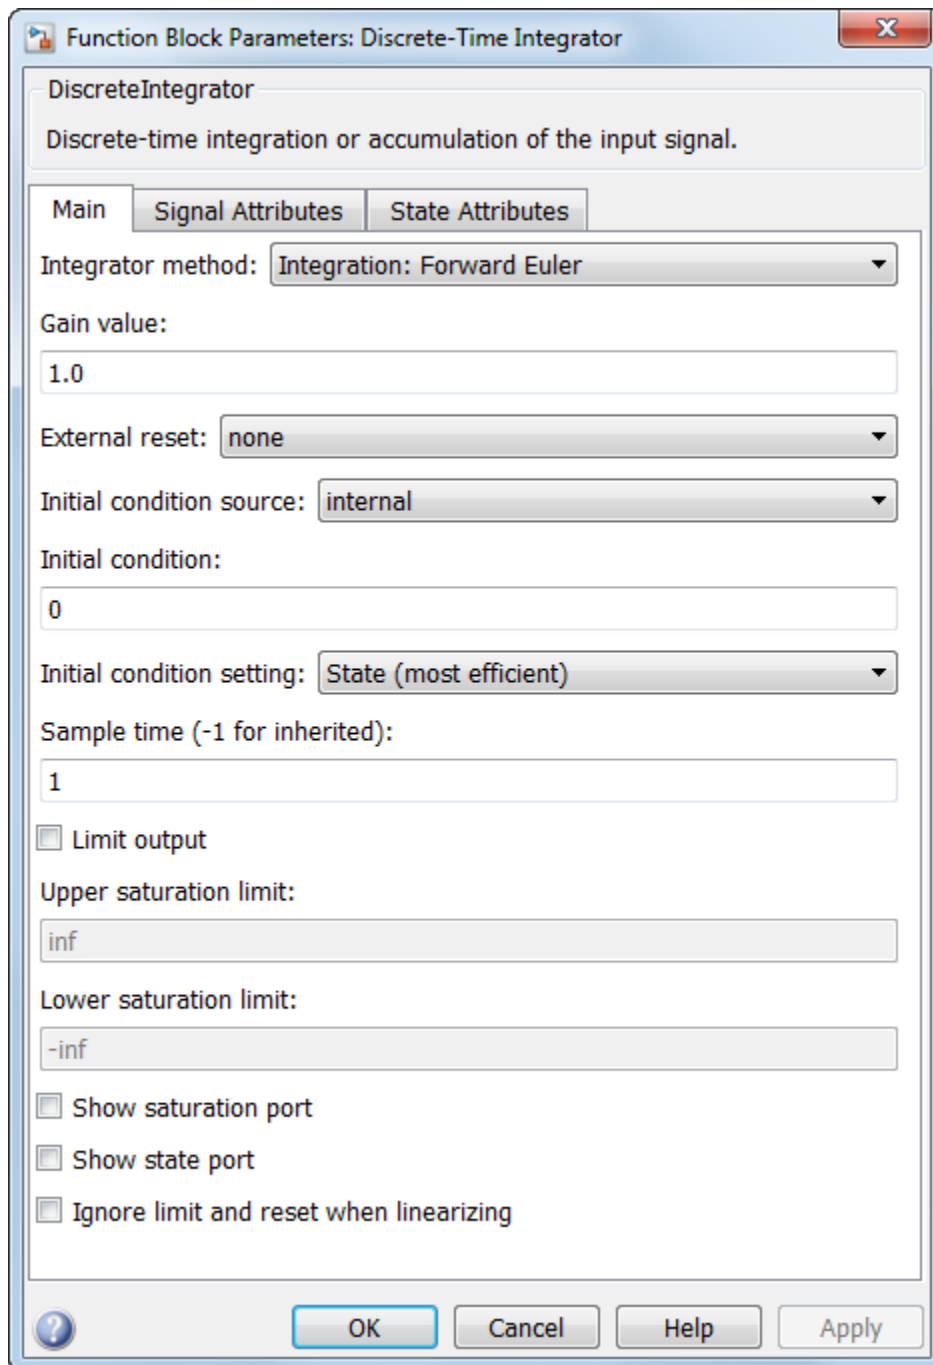 Function Block Parameters: Discrete-Time Integrator
DiscreteIntegrator
Discrete-time integration or accumulation of the input signal.
Main Signal Attributes State Attributes
Integrator method: Integration: Forward Euler
Gain value:
1.0
External reset: none
Initial condition source: internal
Initial condition:
0
Initial condition setting: State (most efficient)
Sample time (-1 for inherited):
1
Limit output
Upper saturation limit:
inf
Lower saturation limit:
-inf
Show saturation port
Show state port
Ignore limit and reset when linearizing
? OK Cancel Help Apply